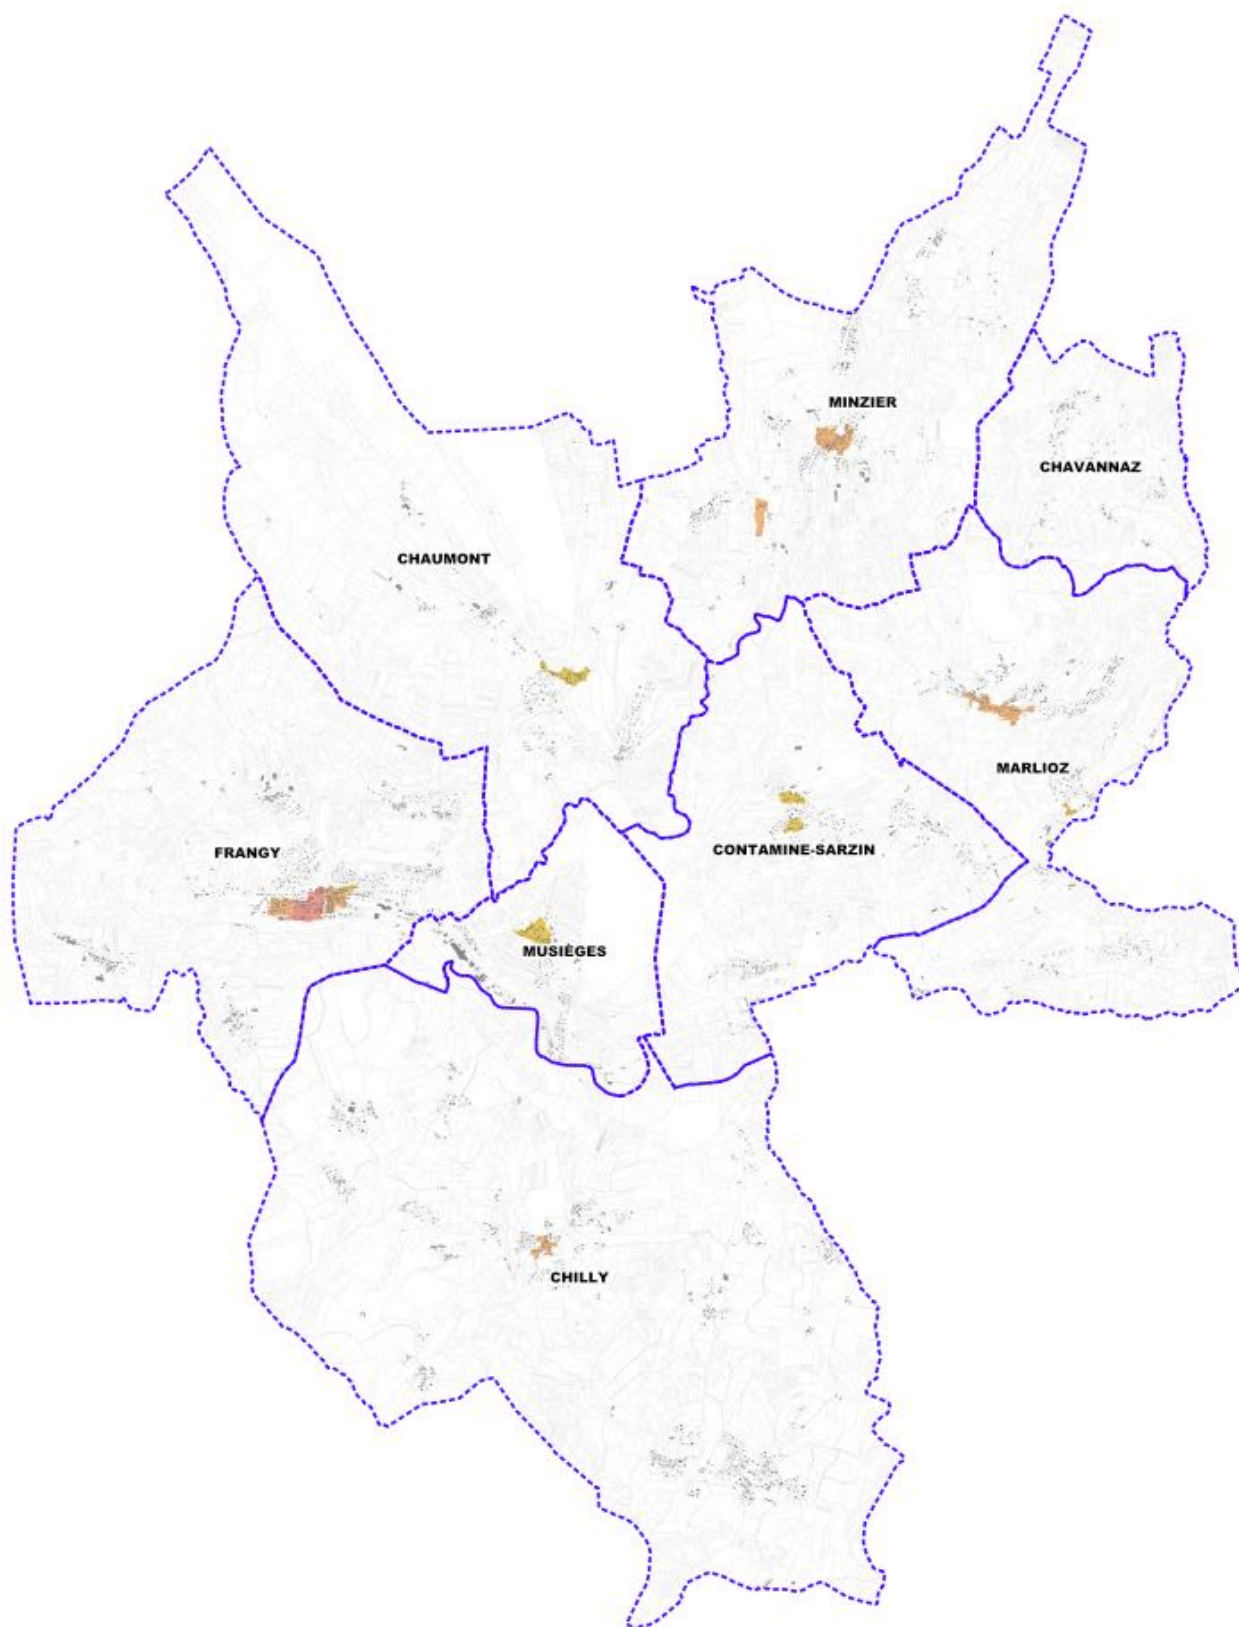 MINZIER
CHAVANNAZ
CHAUMONT
MARLIOZ
CONTAMINE-SARZIN
FRANGY
MUSIÈGES
CHILLY